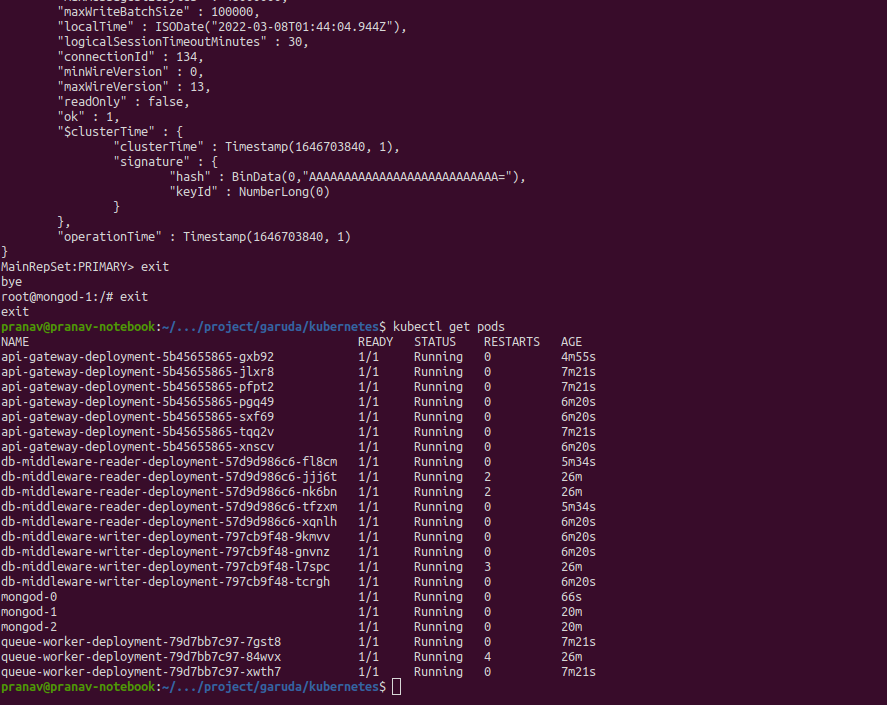 "maxWriteBatchSize" : 100000,
"localTime" : ISODate("2022-03-08T01:44:04.944Z"),
"logicalSessionTimeoutMinutes" : 30,
"connectionId" : 134,
"minWireVersion" : 0,
"maxWireVersion" : 13,
"readOnly" : false,
"ok" : 1,
"$clusterTime" : {
"clusterTime" : Timestamp(1646703840, 1),
"signature" : {
"hash" : BinData(0,"AAAAAAAAAAAAAAAAAAAAAAAAAAA="),
"keyId" : NumberLong(0)
}
},
"operationTime" : Timestamp(1646703840, 1)
}
MainRepSet:PRIMARY> exit
bye
root@mongod-1:/# exit
exit
pranav@pranav-notebook:~/.../project/garuda/kubernetes$ kubectl get pods
NAME READY STATUS RESTARTS AGE
api-gateway-deployment-5b45655865-gxb92 1/1 Running 0 4m55s
api-gateway-deployment-5b45655865-jlxr8 1/1 Running 0 7m21s
api-gateway-deployment-5b45655865-pfpt2 1/1 Running 0 7m21s
api-gateway-deployment-5b45655865-pgq49 1/1 Running 0 6m20s
api-gateway-deployment-5b45655865-sxf69 1/1 Running 0 6m20s
api-gateway-deployment-5b45655865-tqq2v 1/1 Running 0 7m21s
api-gateway-deployment-5b45655865-xnscv 1/1 Running 0 6m20s
db-middleware-reader-deployment-57d9d986c6-fl8cm 1/1 Running 0 5m34s
db-middleware-reader-deployment-57d9d986c6-jjj6t 1/1 Running 2 26m
db-middleware-reader-deployment-57d9d986c6-nk6bn 1/1 Running 2 26m
db-middleware-reader-deployment-57d9d986c6-tfzxm 1/1 Running 0 5m34s
db-middleware-reader-deployment-57d9d986c6-xqnlh 1/1 Running 0 6m20s
db-middleware-writer-deployment-797cb9f48-9kmvv 1/1 Running 0 6m20s
db-middleware-writer-deployment-797cb9f48-gnvnz 1/1 Running 0 6m20s
db-middleware-writer-deployment-797cb9f48-l7spc 1/1 Running 3 26m
db-middleware-writer-deployment-797cb9f48-tcrgh 1/1 Running 0 6m20s
mongod-0 1/1 Running 0 66s
mongod-1 1/1 Running 0 20m
mongod-2 1/1 Running 0 20m
queue-worker-deployment-79d7bb7c97-7gst8 1/1 Running 0 7m21s
queue-worker-deployment-79d7bb7c97-84wvx 1/1 Running 4 26m
queue-worker-deployment-79d7bb7c97-xwth7 1/1 Running 0 7m21s
pranav@pranav-notebook:~/.../project/garuda/kubernetes$